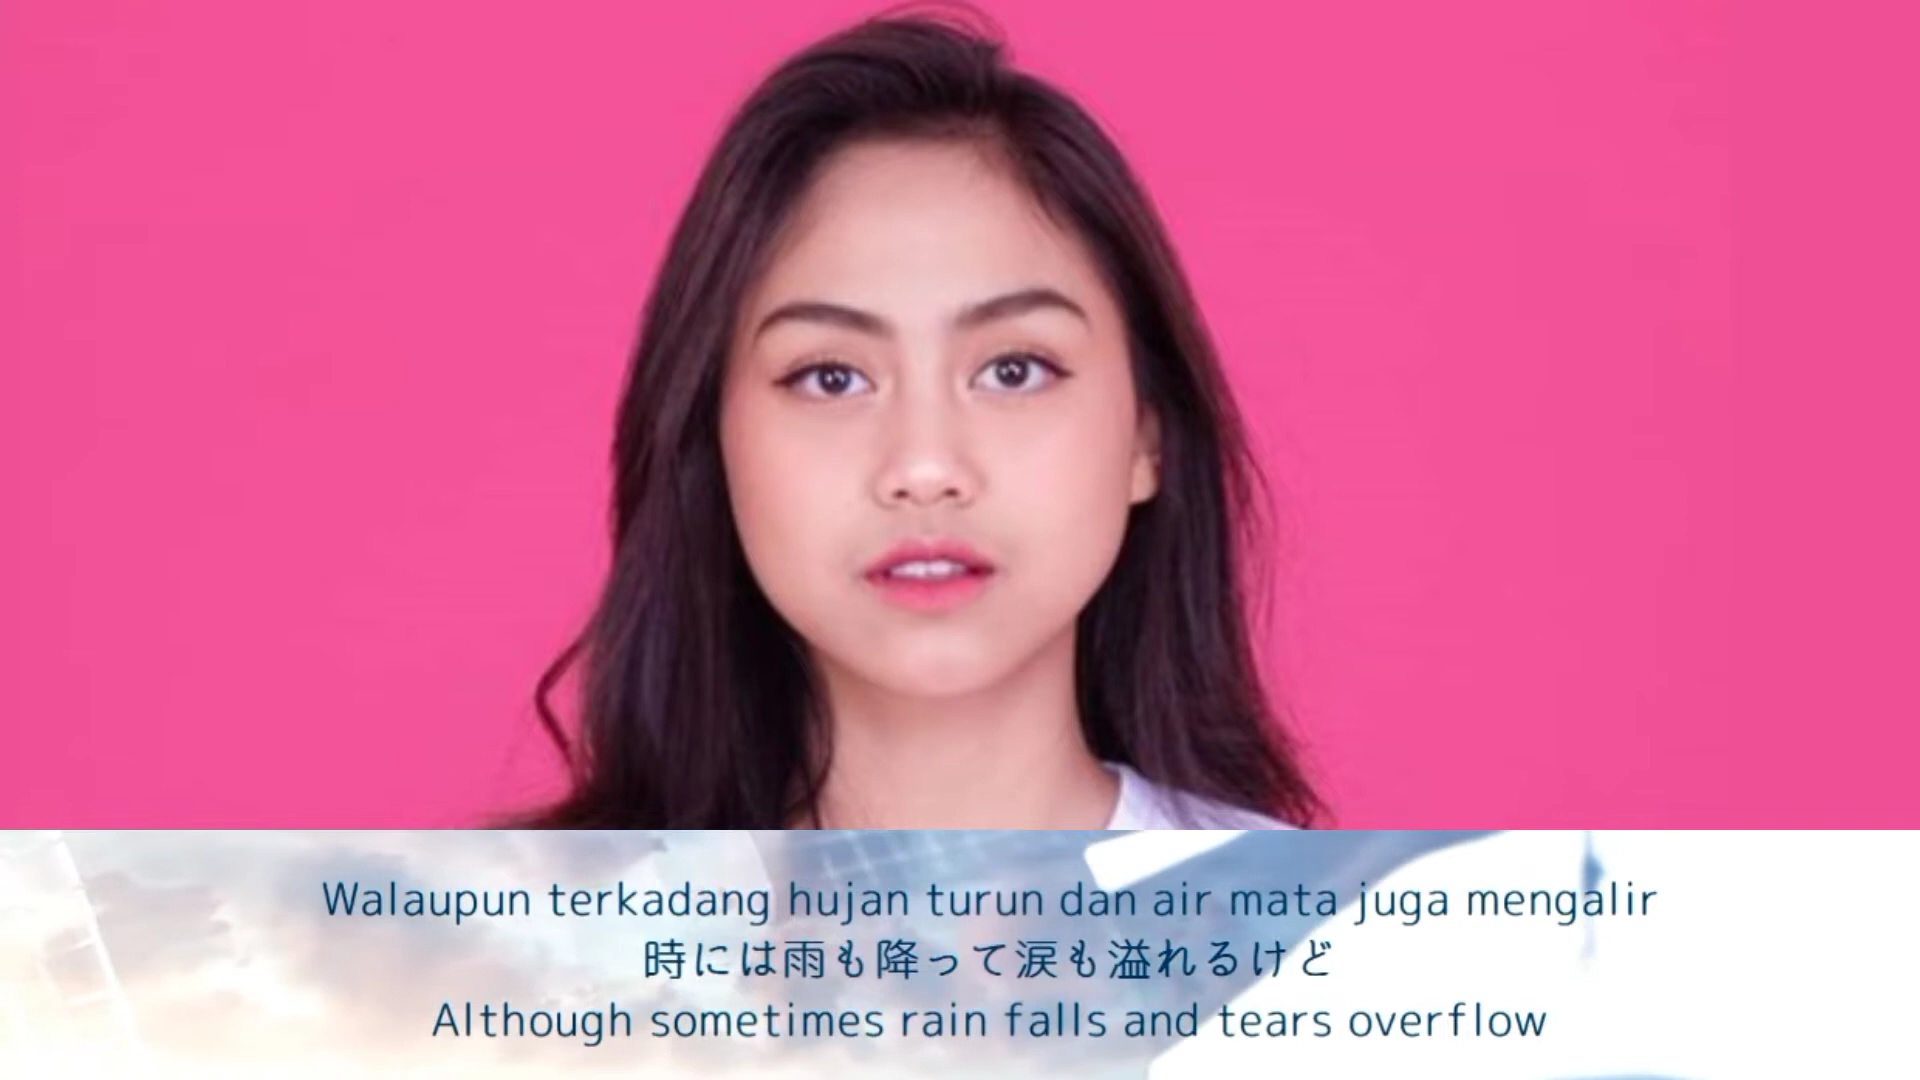 Walaupun terkadang hujan turun dan air mata juga mengalir
時には雨も降って涙も溢れるけど
Although sometimes rain falls and tears overflow